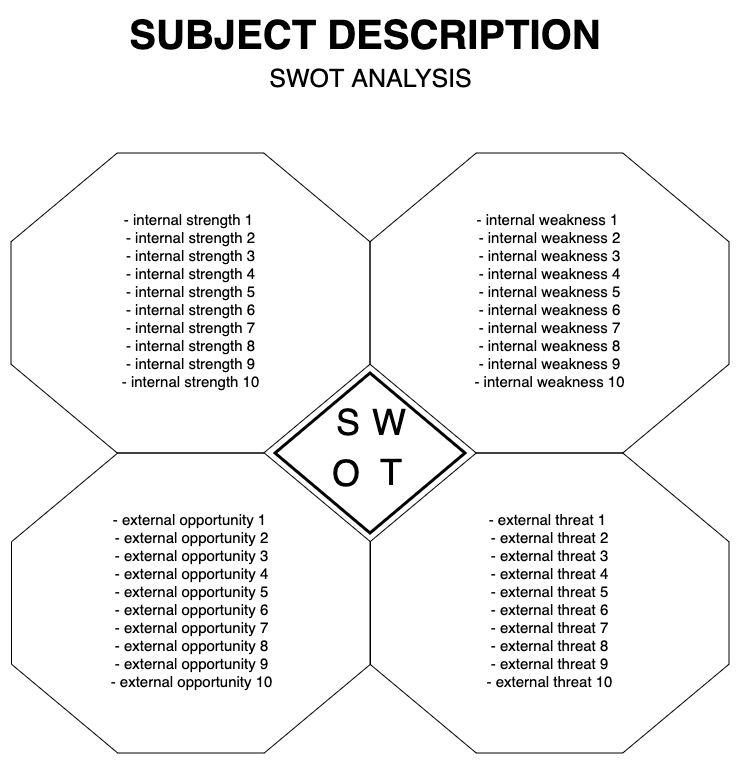 SUBJECT DESCRIPTION
SWOT ANALYSIS
- internal strength 1
- internal strength 2
- internal strength 3
- internal strength 4
- internal strength 5
- internal strength 6
- internal strength 7
- internal strength 8
- internal strength 9
- internal strength 10
- internal weakness 1
- internal weakness 2
- internal weakness 3
- internal weakness 4
- internal weakness 5
- internal weakness 6
- internal weakness 7
- internal weakness 8
- internal weakness 9
- internal weakness 10
S W
O T
- external opportunity 1
- external opportunity 2
- external opportunity 3
- external opportunity 4
- external opportunity 5
- external opportunity 6
- external opportunity 7
- external opportunity 8
- external opportunity 9
- external opportunity 10
- external threat 1
- external threat 2
- external threat 3
- external threat 4
- external threat 5
- external threat 6
- external threat 7
- external threat 8
- external threat 9
- external threat 10